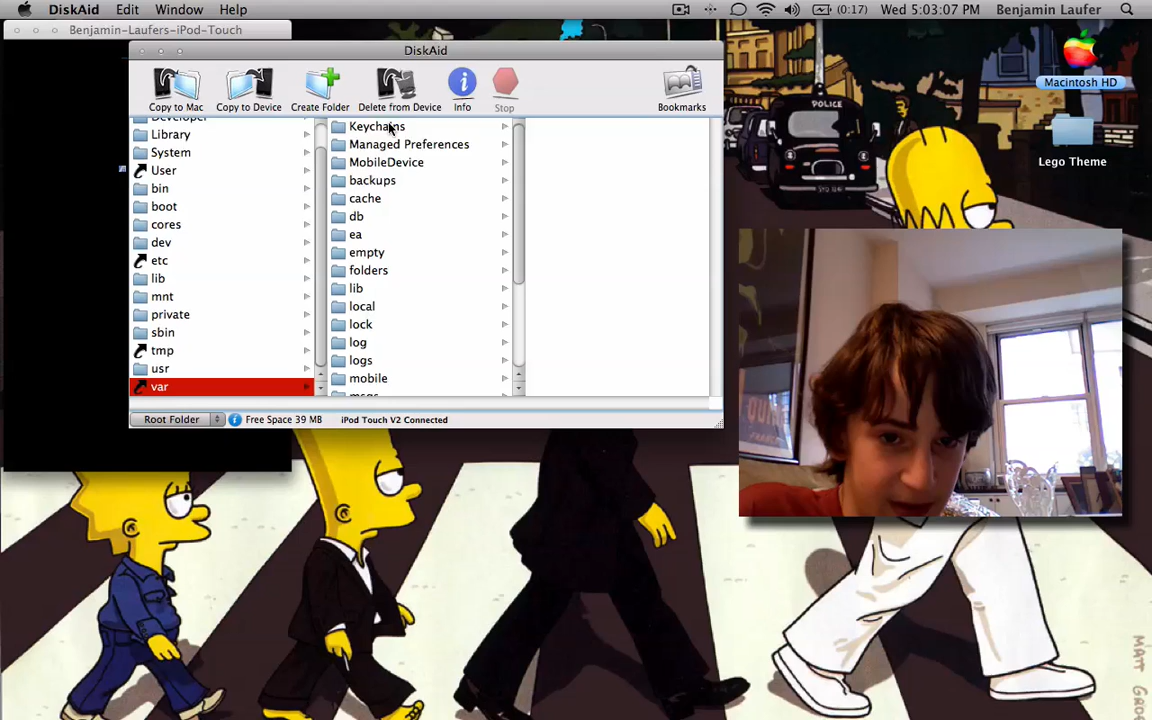 DiskAid Edit Window Help (0:17) Wed 5:03:07 PM Benjamin Laufer
Benjamin-Laufers-iPod-Touch
DiskAid
Copy to Mac Copy to Device Create Folder Delete from Device Info Stop Bookmarks
Macintosh HD
Lego Theme
POLICE
Developer
Library
System
User
bin
boot
cores
dev
etc
lib
mnt
private
sbin
tmp
usr
var
Keychains
Managed Preferences
MobileDevice
backups
cache
db
ea
empty
folders
lib
local
lock
log
logs
mobile
msgs
Root Folder Free Space 39 MB iPod Touch V2 Connected